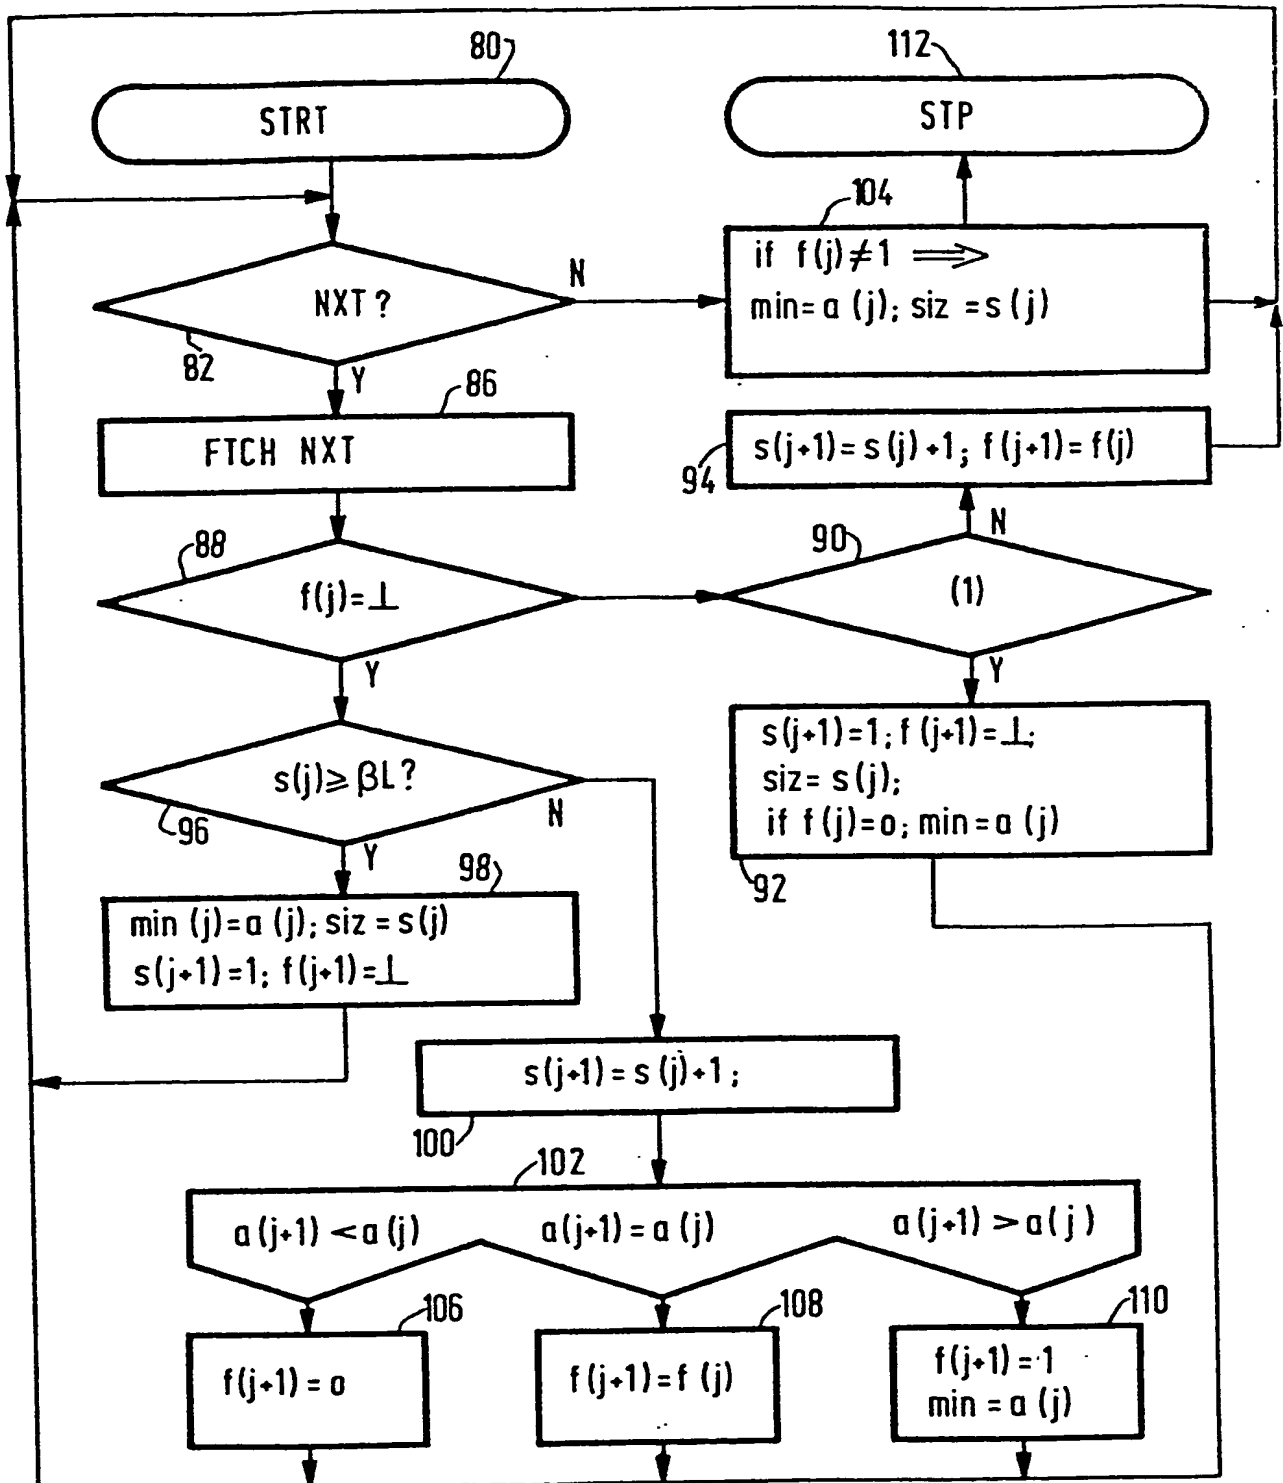 80
STRT
112
STP
104
if f(j)≠1 ⟹
min=a (j); siz =s(j)
NXT?
N
82
Y
86
FTCH NXT
94
s(j+1)=s(j)+1; f(j+1)=f(j)
N
88
f(j)=⊥
Y
90
(1)
Y
s(j+1)=1; f(j+1)=⊥;
siz= s(j);
if f(j)=o; min=a (j)
92
s(j)⩾βL?
96
N
Y
98
min (j)=a (j); siz=s(j)
s(j+1)=1; f(j+1)=⊥
s(j+1)=s(j)+1;
100
102
a(j+1)<a(j)
a(j+1)=a(j)
a(j+1)>a(j)
106
f(j+1)=o
108
f(j+1)=f (j)
110
f(j+1)=1
min=a(j)